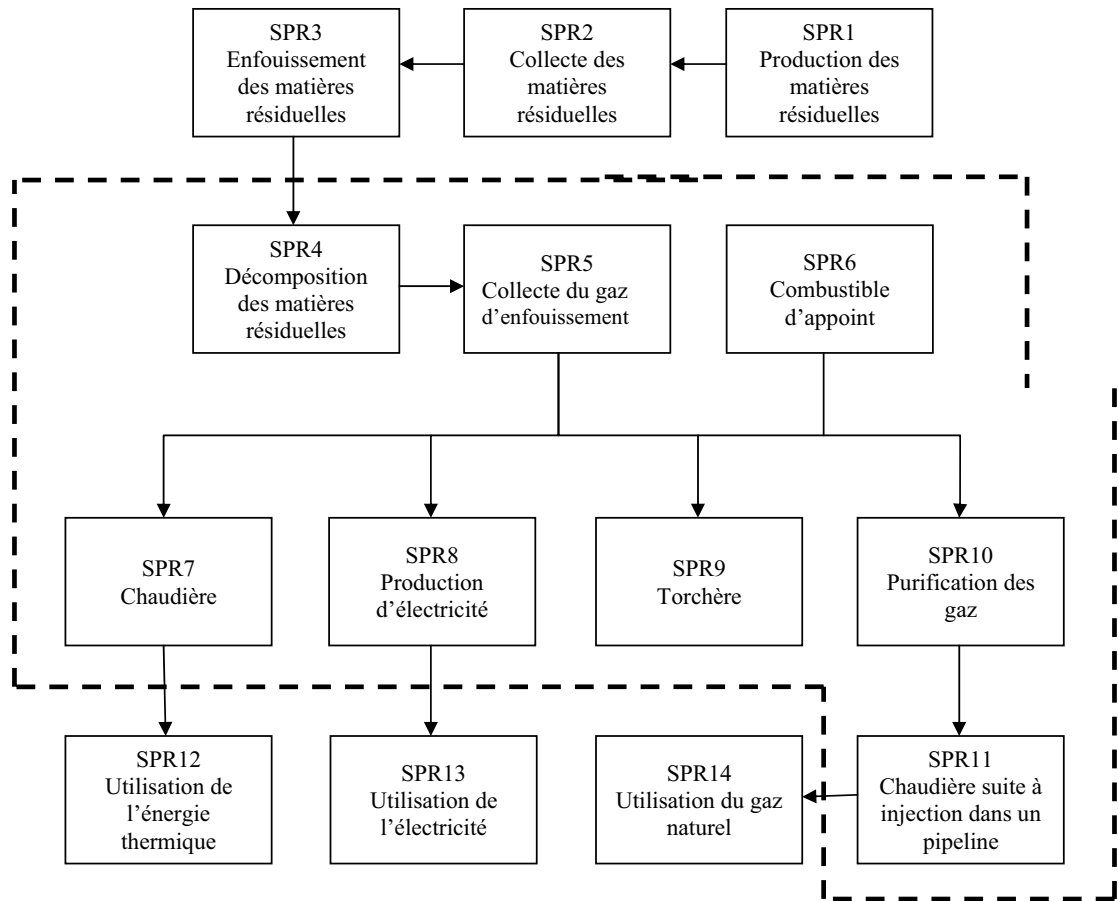 SPR3
Enfouissement
des matières
résiduelles
SPR2
Collecte des
matières
résiduelles
SPR1
Production des
matières
résiduelles
SPR4
Décomposition
des matières
résiduelles
SPR5
Collecte du gaz
d’enfouissement
SPR6
Combustible
d’appoint
SPR7
Chaudière
SPR8
Production
d’électricité
SPR9
Torchère
SPR10
Purification des
gaz
SPR12
Utilisation de
l’énergie
thermique
SPR13
Utilisation de
l’électricité
SPR14
Utilisation du gaz
naturel
SPR11
Chaudière suite à
injection dans un
pipeline